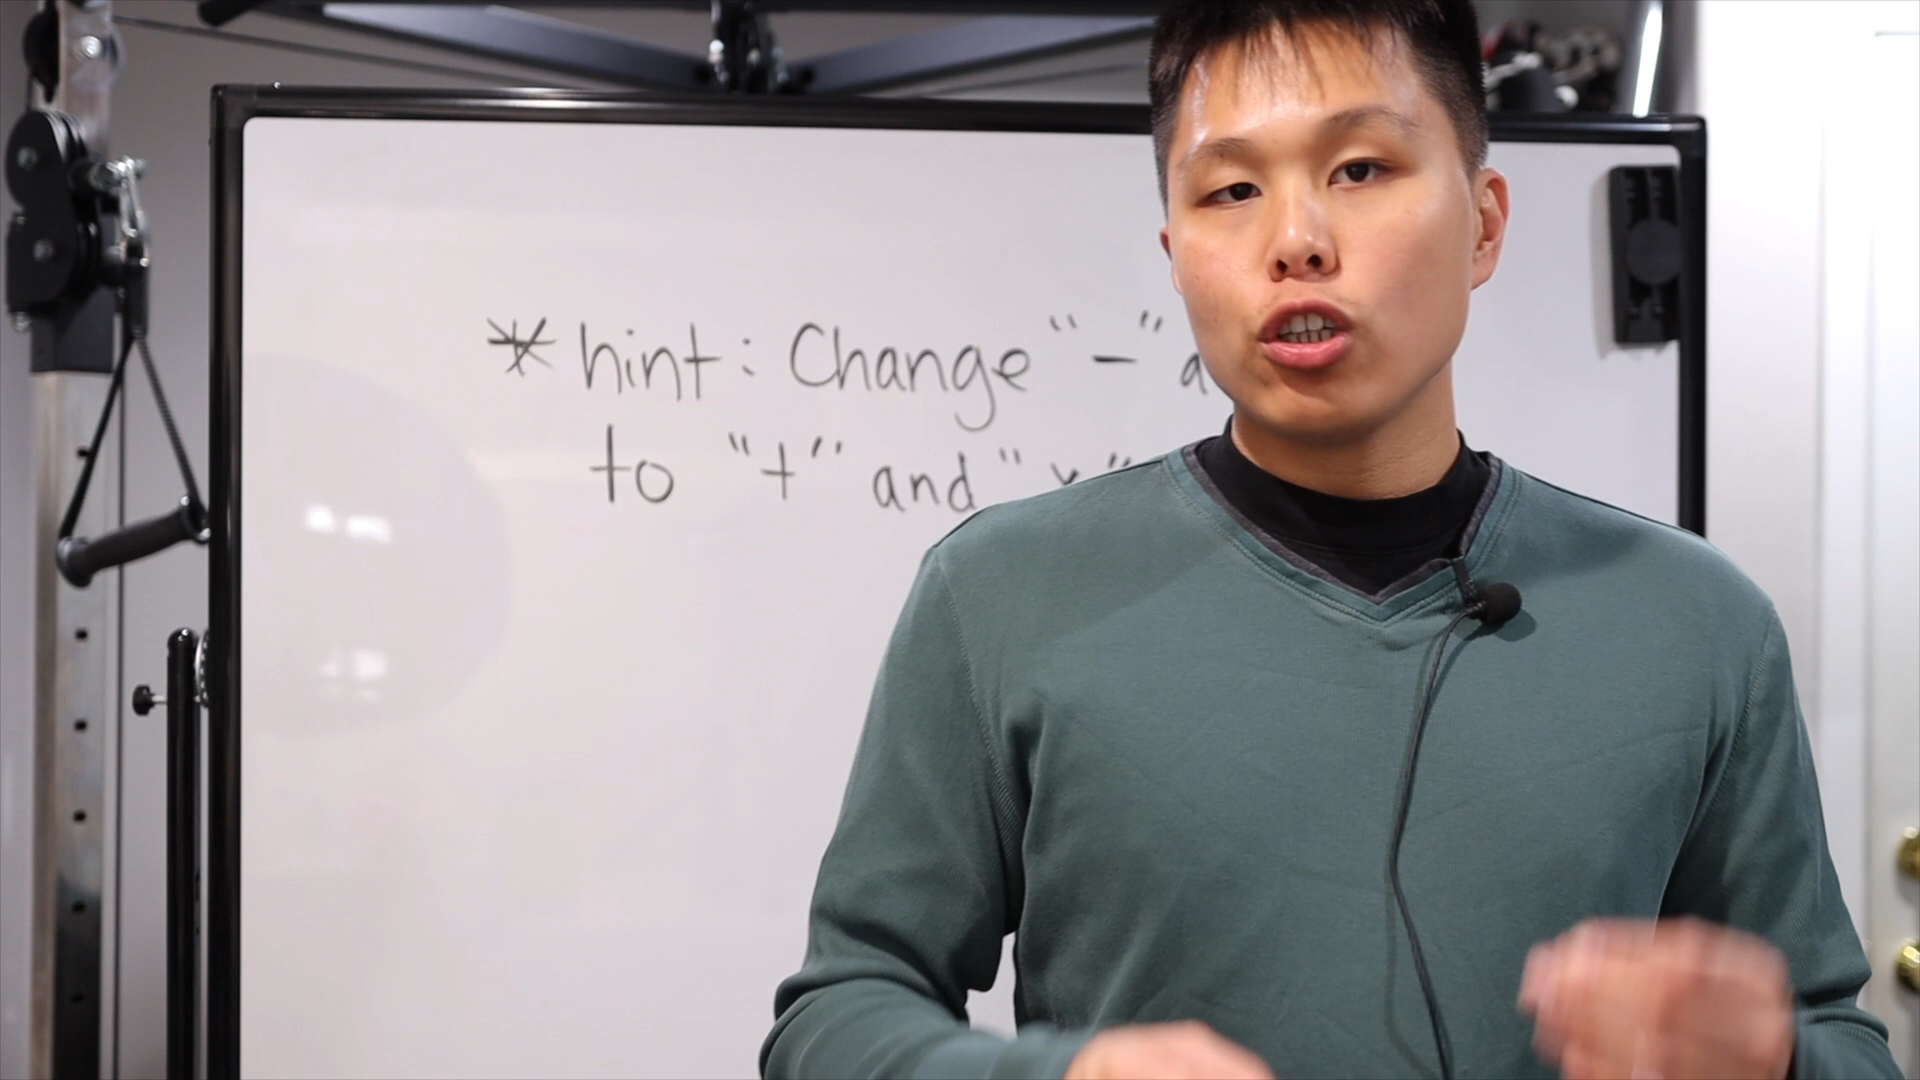 *hint: Change "-"
to "+" and "x"